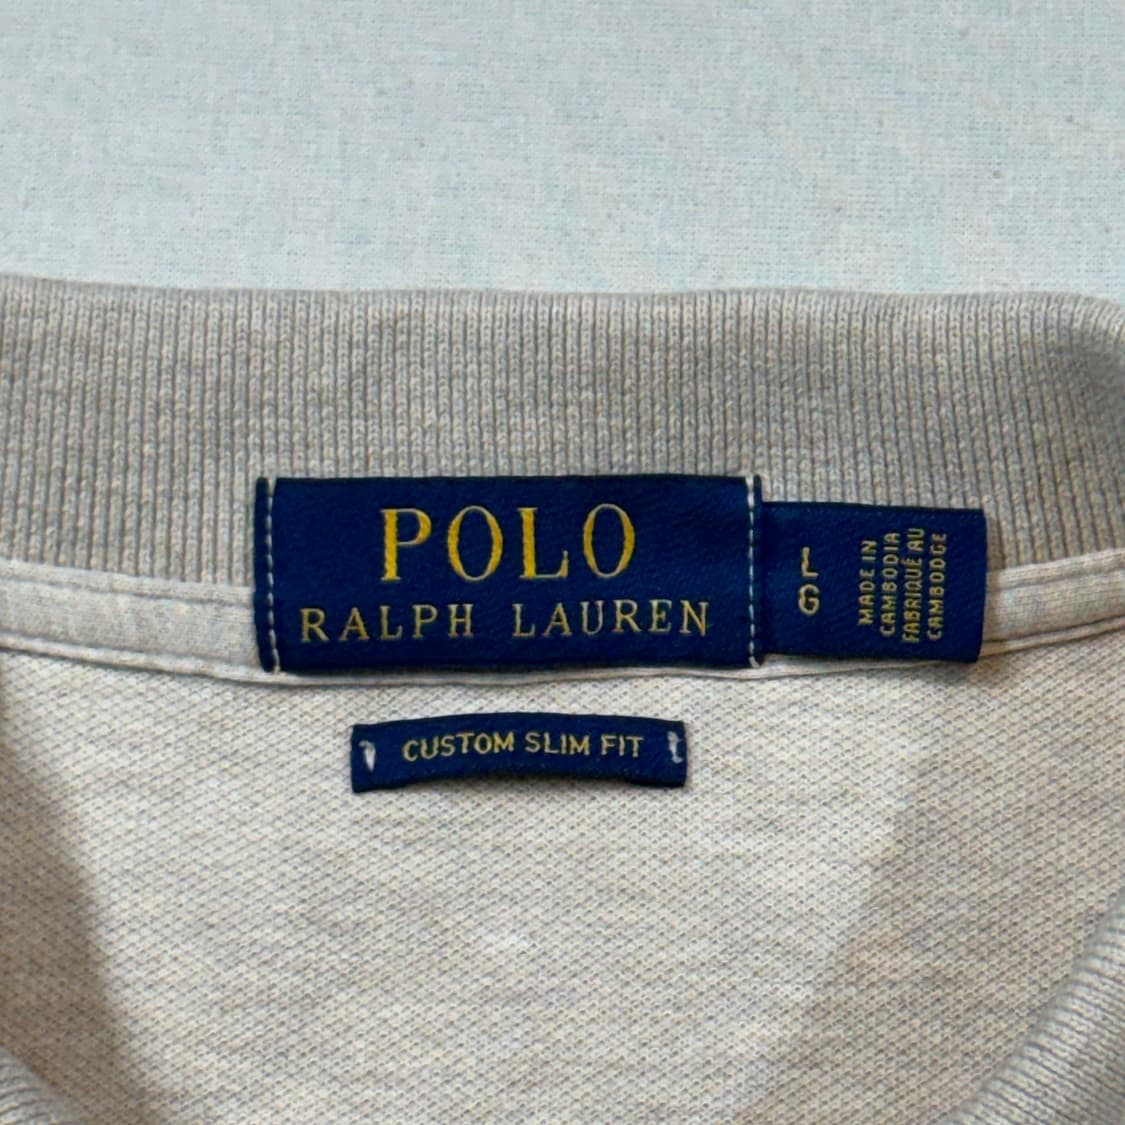 POLO
RALPH LAUREN
L
G
MADE IN
CAMBODIA
FABRIQUÉ AU
CAMBODGE
CUSTOM SLIM FIT